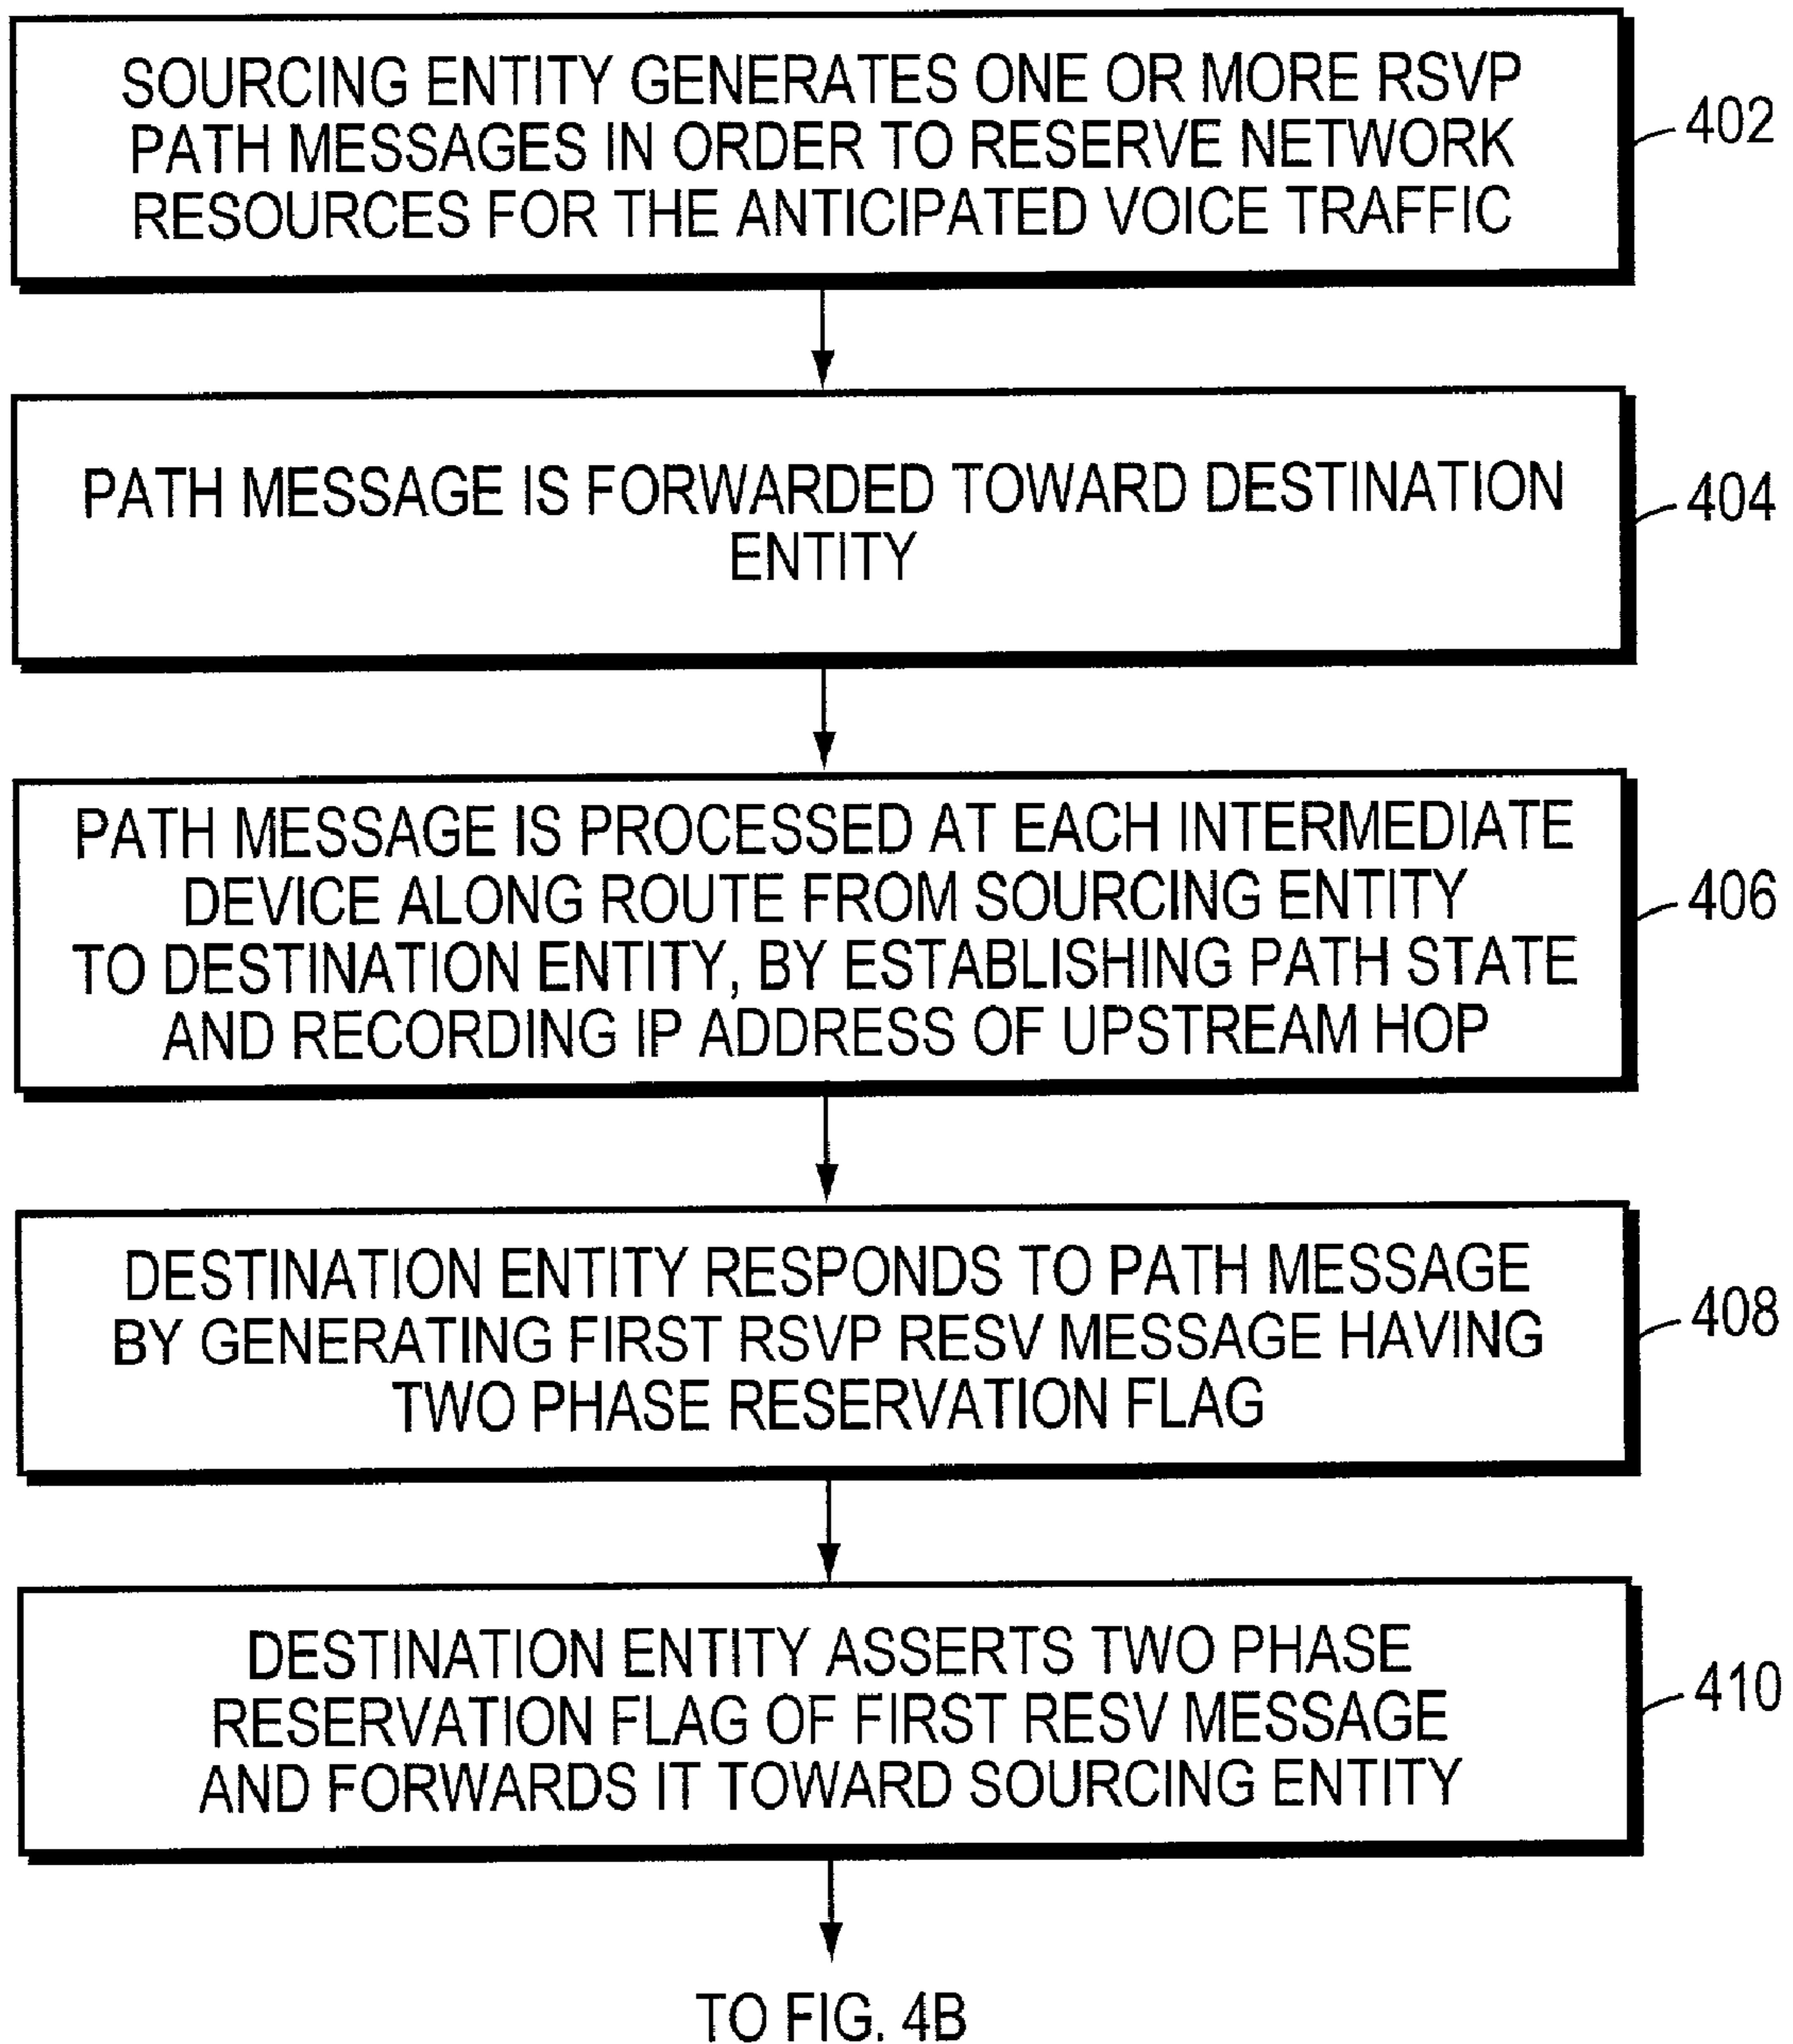 SOURCING ENTITY GENERATES ONE OR MORE RSVP
PATH MESSAGES IN ORDER TO RESERVE NETWORK
RESOURCES FOR THE ANTICIPATED VOICE TRAFFIC
402
PATH MESSAGE IS FORWARDED TOWARD DESTINATION
ENTITY
404
PATH MESSAGE IS PROCESSED AT EACH INTERMEDIATE
DEVICE ALONG ROUTE FROM SOURCING ENTITY
TO DESTINATION ENTITY, BY ESTABLISHING PATH STATE
AND RECORDING IP ADDRESS OF UPSTREAM HOP
406
DESTINATION ENTITY RESPONDS TO PATH MESSAGE
BY GENERATING FIRST RSVP RESV MESSAGE HAVING
TWO PHASE RESERVATION FLAG
408
DESTINATION ENTITY ASSERTS TWO PHASE
RESERVATION FLAG OF FIRST RESV MESSAGE
AND FORWARDS IT TOWARD SOURCING ENTITY
410
TO FIG. 4B